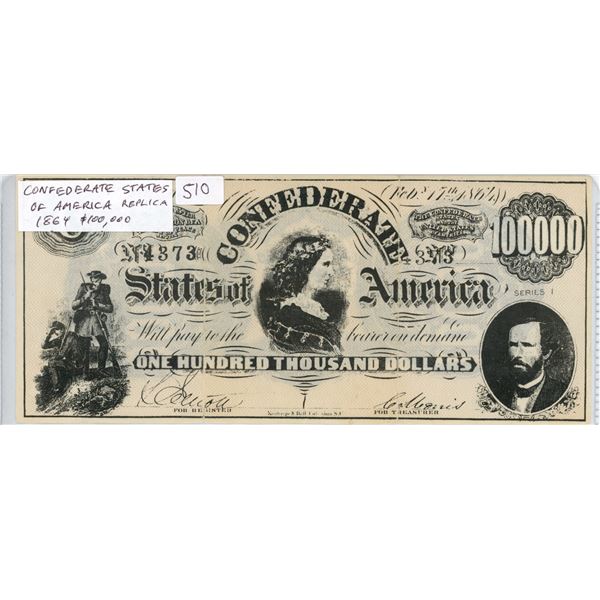 CONFEDERATE STATES
OF AMERICA REPLICA
1864 $100,000
510
CONFEDERATE
(Feb. 17th 1864)
100000
4373
373
States of America
SERIES 1
Will pay to the bearer on demand
ONE HUNDRED THOUSAND DOLLARS
FOR REGISTER
FOR TREASURER